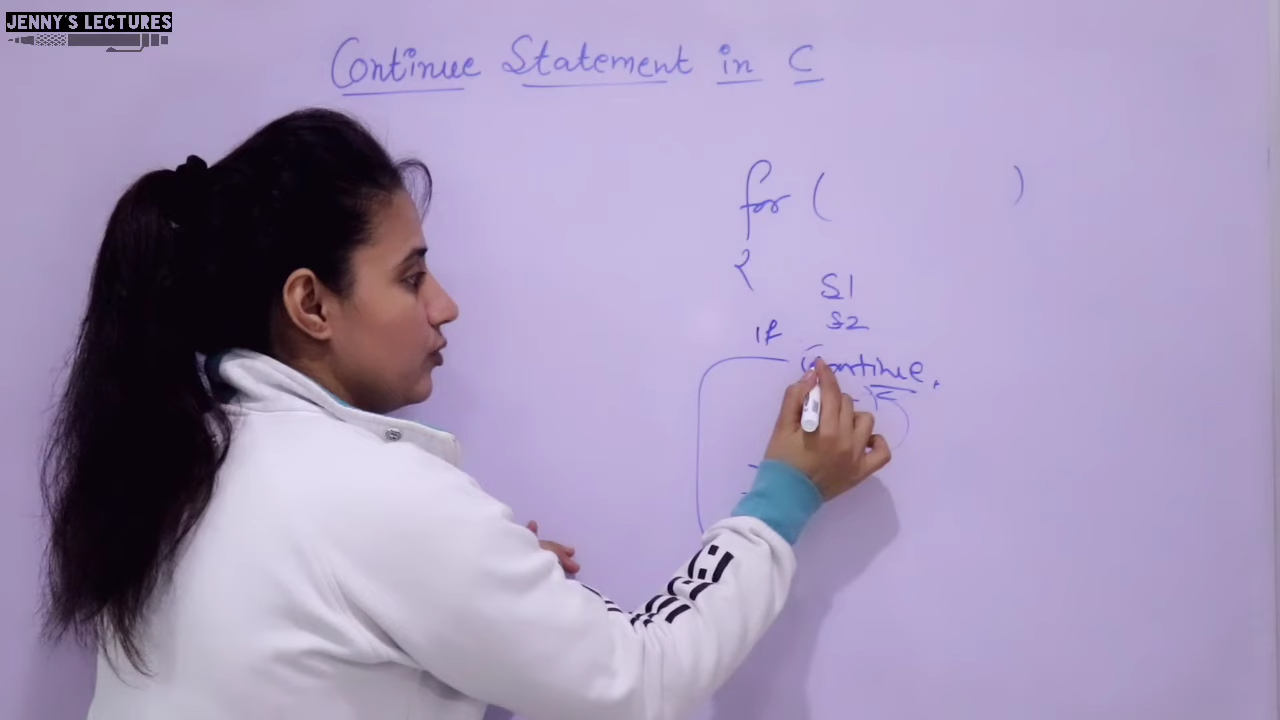 JENNY'S LECTURES
Continue Statement in C
for ( )
{
S1
if S2
continue.